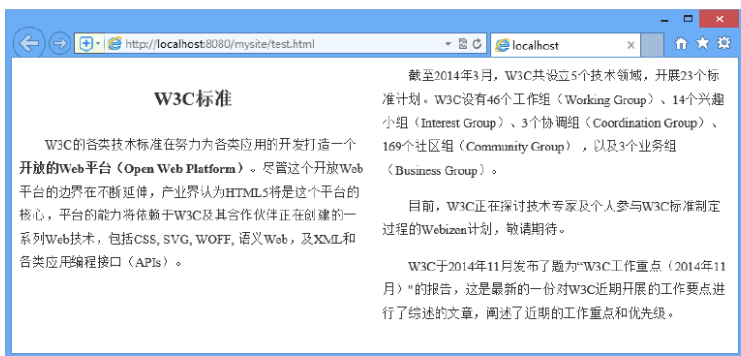 http://localhost:8080/mysite/test.html
localhost
W3C标准
W3C的各类技术标准在努力为各类应用的开发打造一个
开放的Web平台（Open Web Platform）。尽管这个开放Web
平台的边界在不断延伸，产业界认为HTML5将是这个平台的
核心，平台的能力将依赖于W3C及其合作伙伴正在创建的一
系列Web技术，包括CSS, SVG, WOFF, 语义Web，及XML和
各类应用编程接口（APIs）。
截至2014年3月，W3C共设立5个技术领域，开展23个标
准计划。W3C设有46个工作组（Working Group）、14个兴趣
小组（Interest Group）、3个协调组（Coordination Group）、
169个社区组（Community Group），以及3个业务组
（Business Group）。
目前，W3C正在探讨技术专家及个人参与W3C标准制定
过程的Webizen计划，敬请期待。
W3C于2014年11月发布了题为“W3C工作重点（2014年11
月）"的报告，这是最新的一份对W3C近期开展的工作要点进
行了综述的文章，阐述了近期的工作重点和优先级。